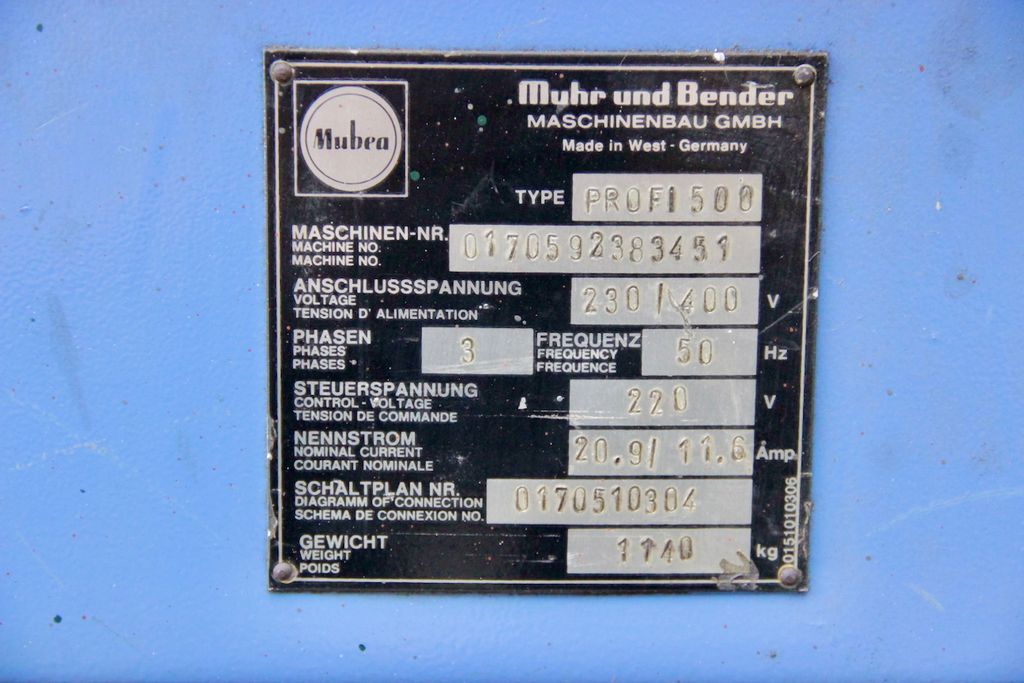 Mubea
Muhr und Bender
MASCHINENBAU GMBH
Made in West - Germany
TYPE PROFI 500
MASCHINEN-NR. 0170592383451
MACHINE NO.
MACHINE NO.
ANSCHLUSSSPANNUNG 230/400 V
VOLTAGE
TENSION D' ALIMENTATION
PHASEN 3 FREQUENZ 50 Hz
PHASES FREQUENCY
PHASES FREQUENCE
STEUERSPANNUNG 220 V
CONTROL - VOLTAGE
TENSION DE COMMANDE
NENNSTROM 20.9/ 11.6 Åmp
NOMINAL CURRENT
COURANT NOMINALE
SCHALTPLAN NR. 0170510304
DIAGRAMM OF CONNECTION
SCHEMA DE CONNEXION NO.
GEWICHT 1140 kg
WEIGHT
POIDS
0151010306